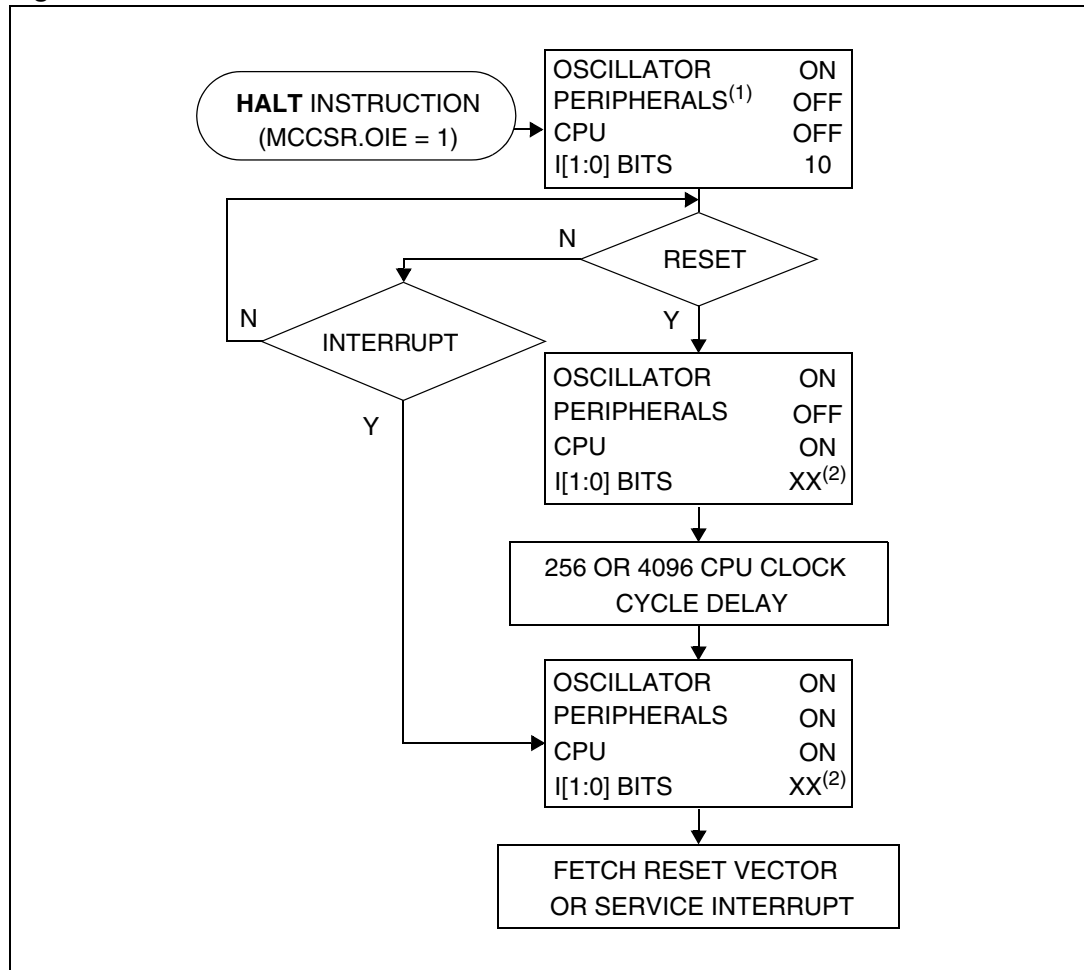 HALT INSTRUCTION
(MCCSR.OIE = 1)
OSCILLATOR ON
PERIPHERALS(1) OFF
CPU OFF
I[1:0] BITS 10
N
RESET
Y
N
INTERRUPT
Y
OSCILLATOR ON
PERIPHERALS OFF
CPU ON
I[1:0] BITS XX(2)
256 OR 4096 CPU CLOCK
CYCLE DELAY
OSCILLATOR ON
PERIPHERALS ON
CPU ON
I[1:0] BITS XX(2)
FETCH RESET VECTOR
OR SERVICE INTERRUPT